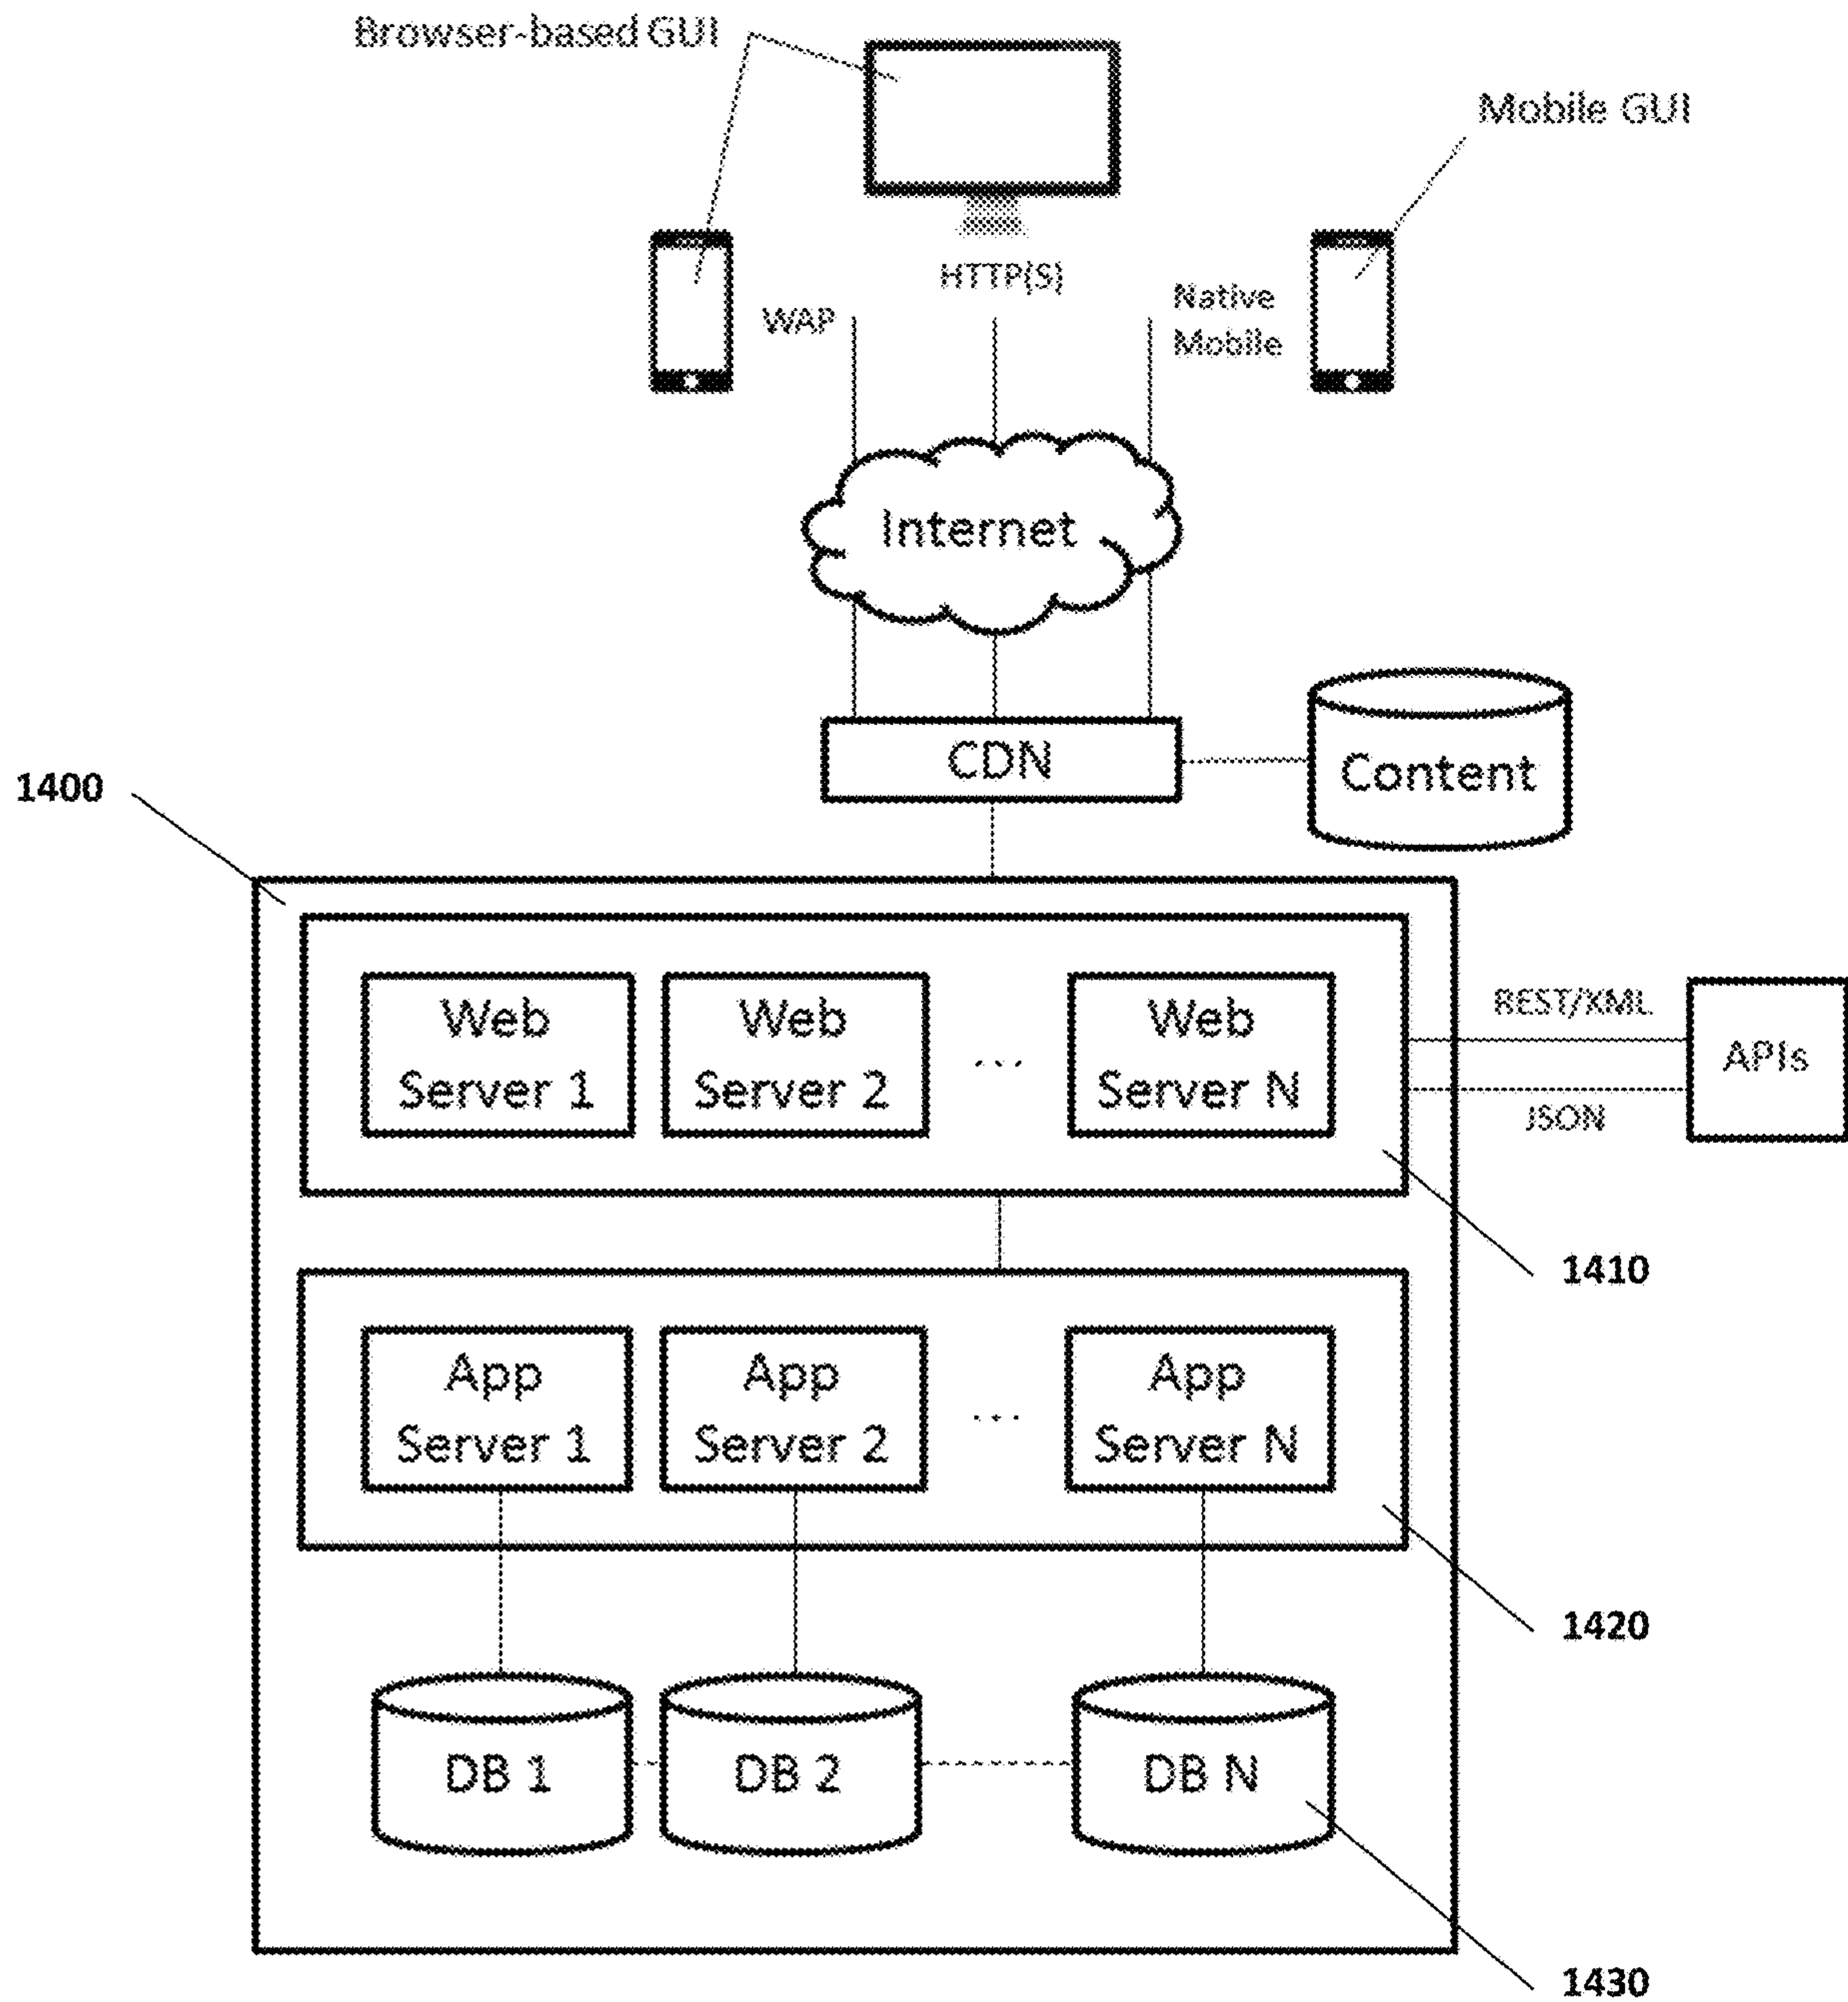 Browser-based GUI
Mobile GUI
HTTP(S)
WAP
Native
Mobile
Internet
CDN
Content
1400
Web
Server 1
Web
Server 2
...
Web
Server N
REST/XML
JSON
APIs
1410
App
Server 1
App
Server 2
...
App
Server N
1420
DB 1
DB 2
DB N
1430